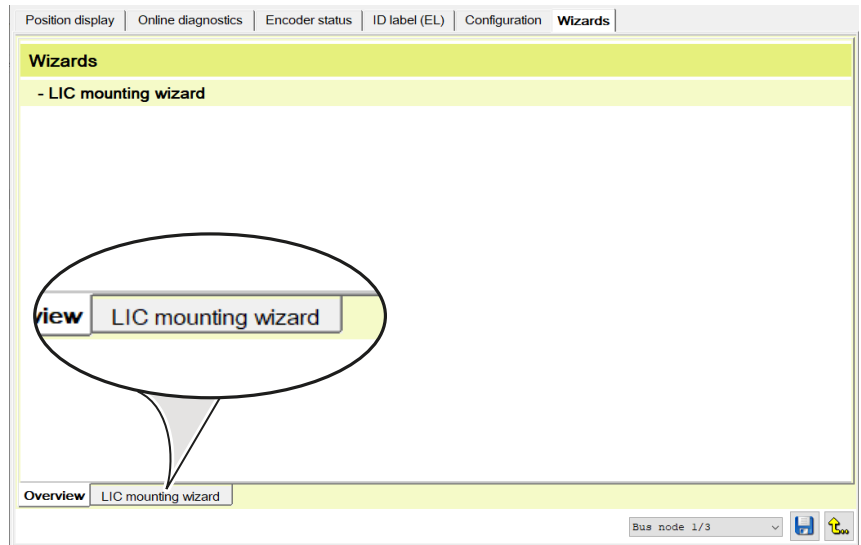 Position display Online diagnostics Encoder status ID label (EL) Configuration Wizards
Wizards
- LIC mounting wizard
view LIC mounting wizard
Overview LIC mounting wizard
Bus node 1/3